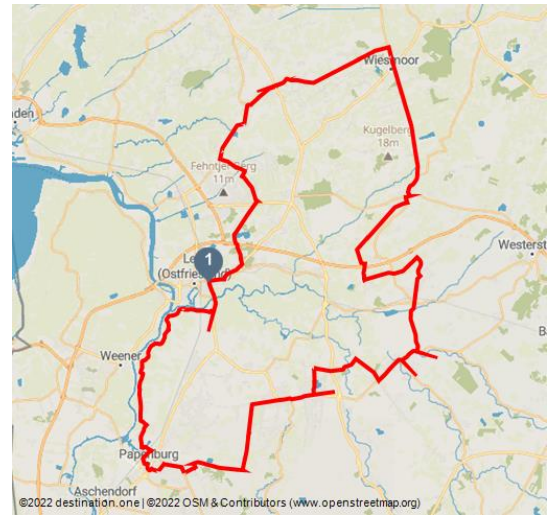 Wiesmoor
Kugelberg
18m
Fehntjer Berg
11m
1
(Ostfriesland)
Weener
Papenburg
Aschendorf
©2022 destination.one | ©2022 OSM & Contributors (www.openstreetmap.org)